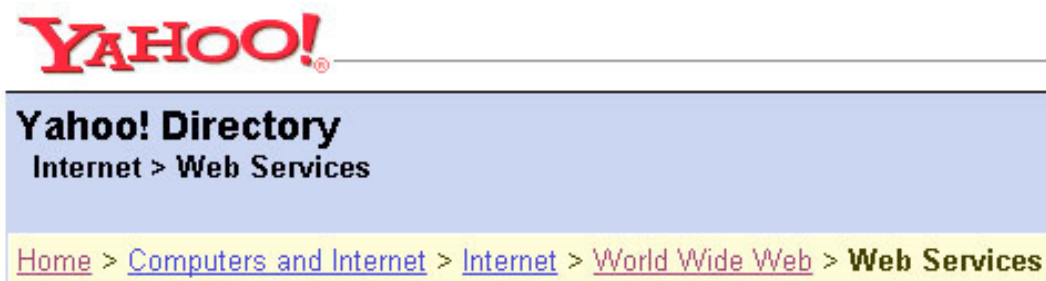 YAHOO!®
Yahoo! Directory
Internet > Web Services
Home > Computers and Internet > Internet > World Wide Web > Web Services